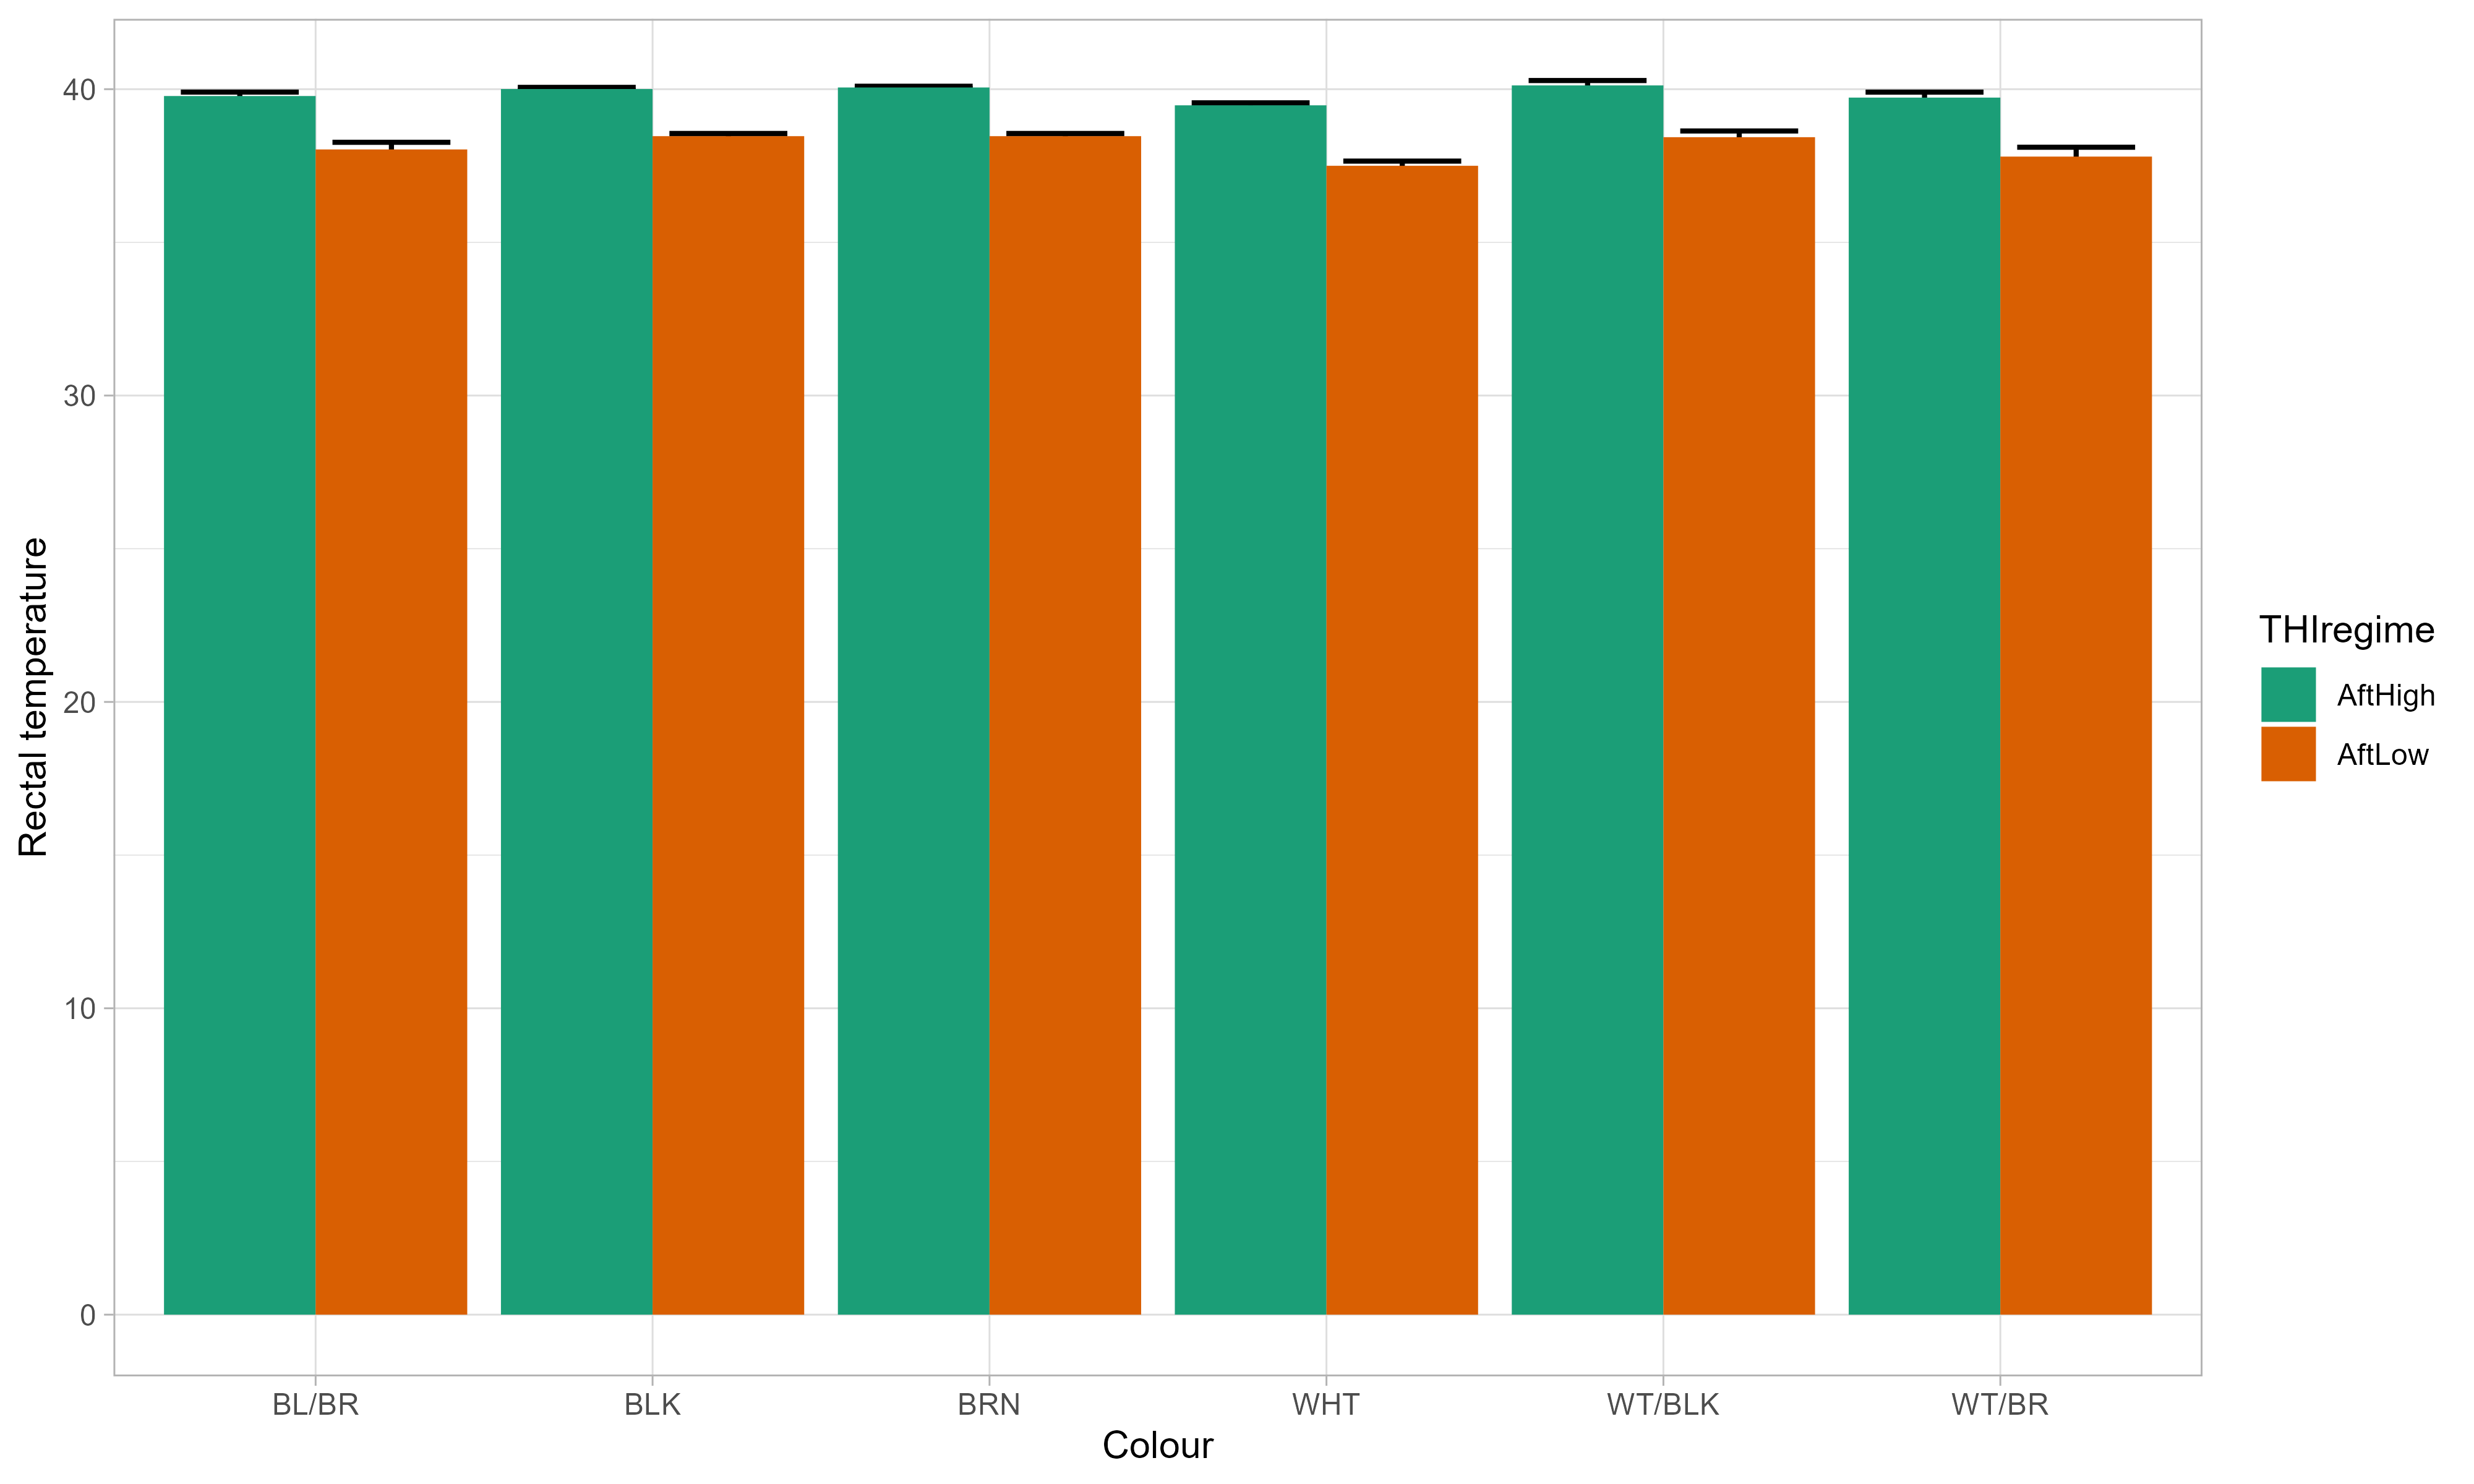 40
30
20
10
0
Rectal temperature
BL/BR BLK BRN WHT WT/BLK WT/BR
Colour
THIregime
AftHigh
AftLow